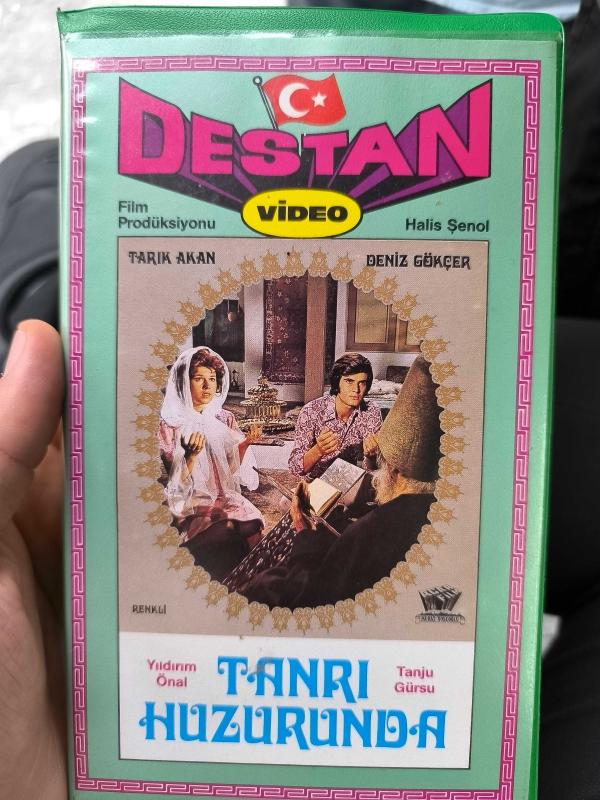 DESTAN
VİDEO
Film
Prodüksiyonu
Halis Şenol
TARIK AKAN
DENİZ GÖKÇER
RENKLİ
Yıldırım
Önal
TANRI
HUZURUNDA
Tanju
Gürsu